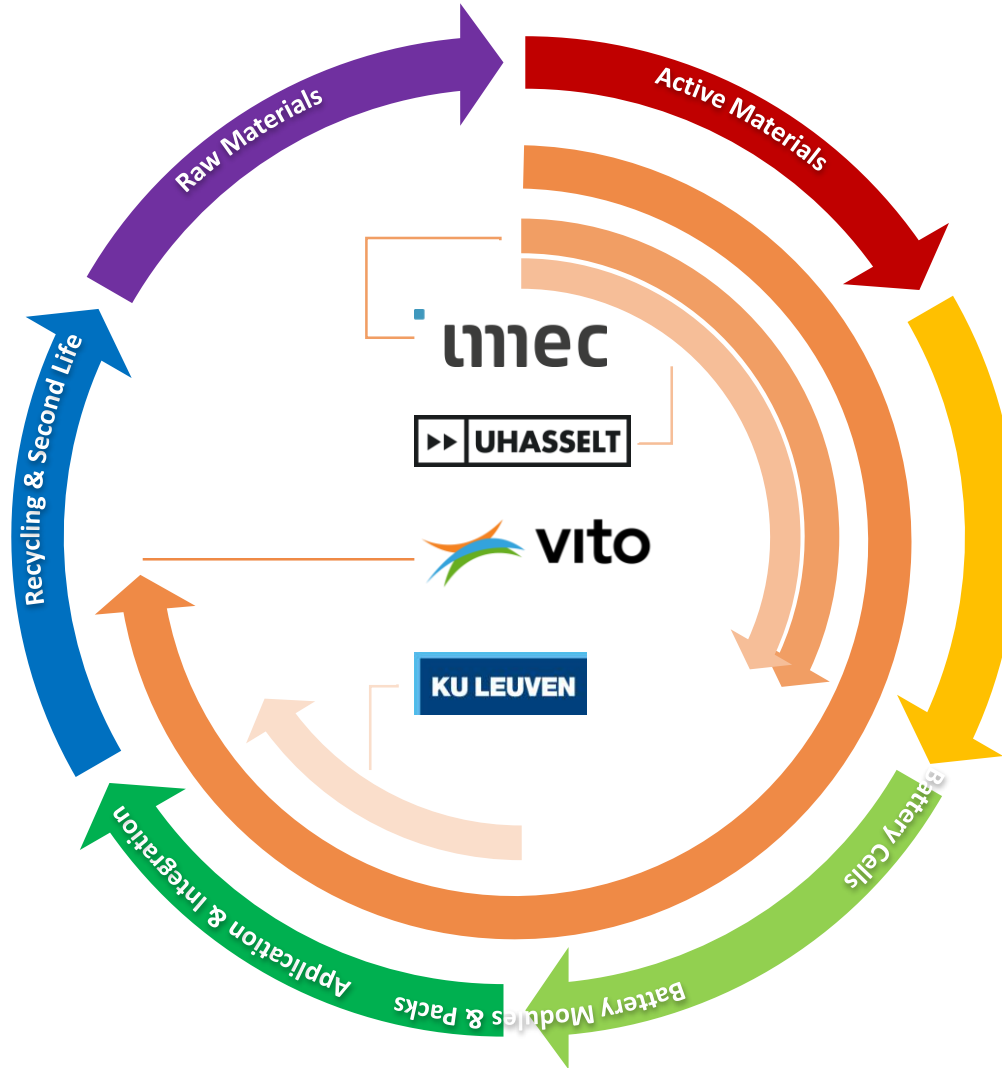 Raw Materials
Active Materials
Battery Cells
Battery Modules & Packs
Application & Integration
Recycling & Second Life
imec
UHASSELT
vito
KU LEUVEN